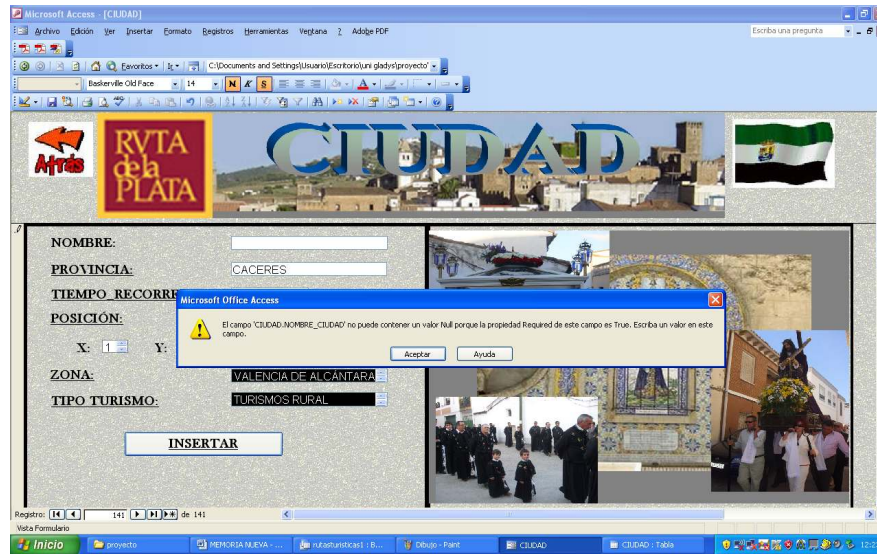 Microsoft Access - [CIUDAD]
Archivo Edición Ver Insertar Formato Registros Herramientas Ventana ? Adobe PDF
Escriba una pregunta
Favoritos
C:\Documents and Settings\Usuario\Escritorio\uni gladys\proyecto'
Baskerville Old Face 14 N K S
Atrás
RVTA
de la
PLATA
CIUDAD
NOMBRE:
PROVINCIA: CACERES
TIEMPO_RECORRE
POSICIÓN:
X: 1 Y:
Microsoft Office Access
El campo 'CIUDAD.NOMBRE_CIUDAD' no puede contener un valor Null porque la propiedad Required de este campo es True. Escriba un valor en este
campo.
Aceptar Ayuda
ZONA: VALENCIA DE ALCÁNTARA
TIPO TURISMO: TURISMOS RURAL
INSERTAR
Registro: 141 de 141
Vista Formulario
Inicio proyecto MEMORIA NUEVA - ... rutasturisticas1 : B... Dibujo - Paint CIUDAD CIUDAD : Tabla